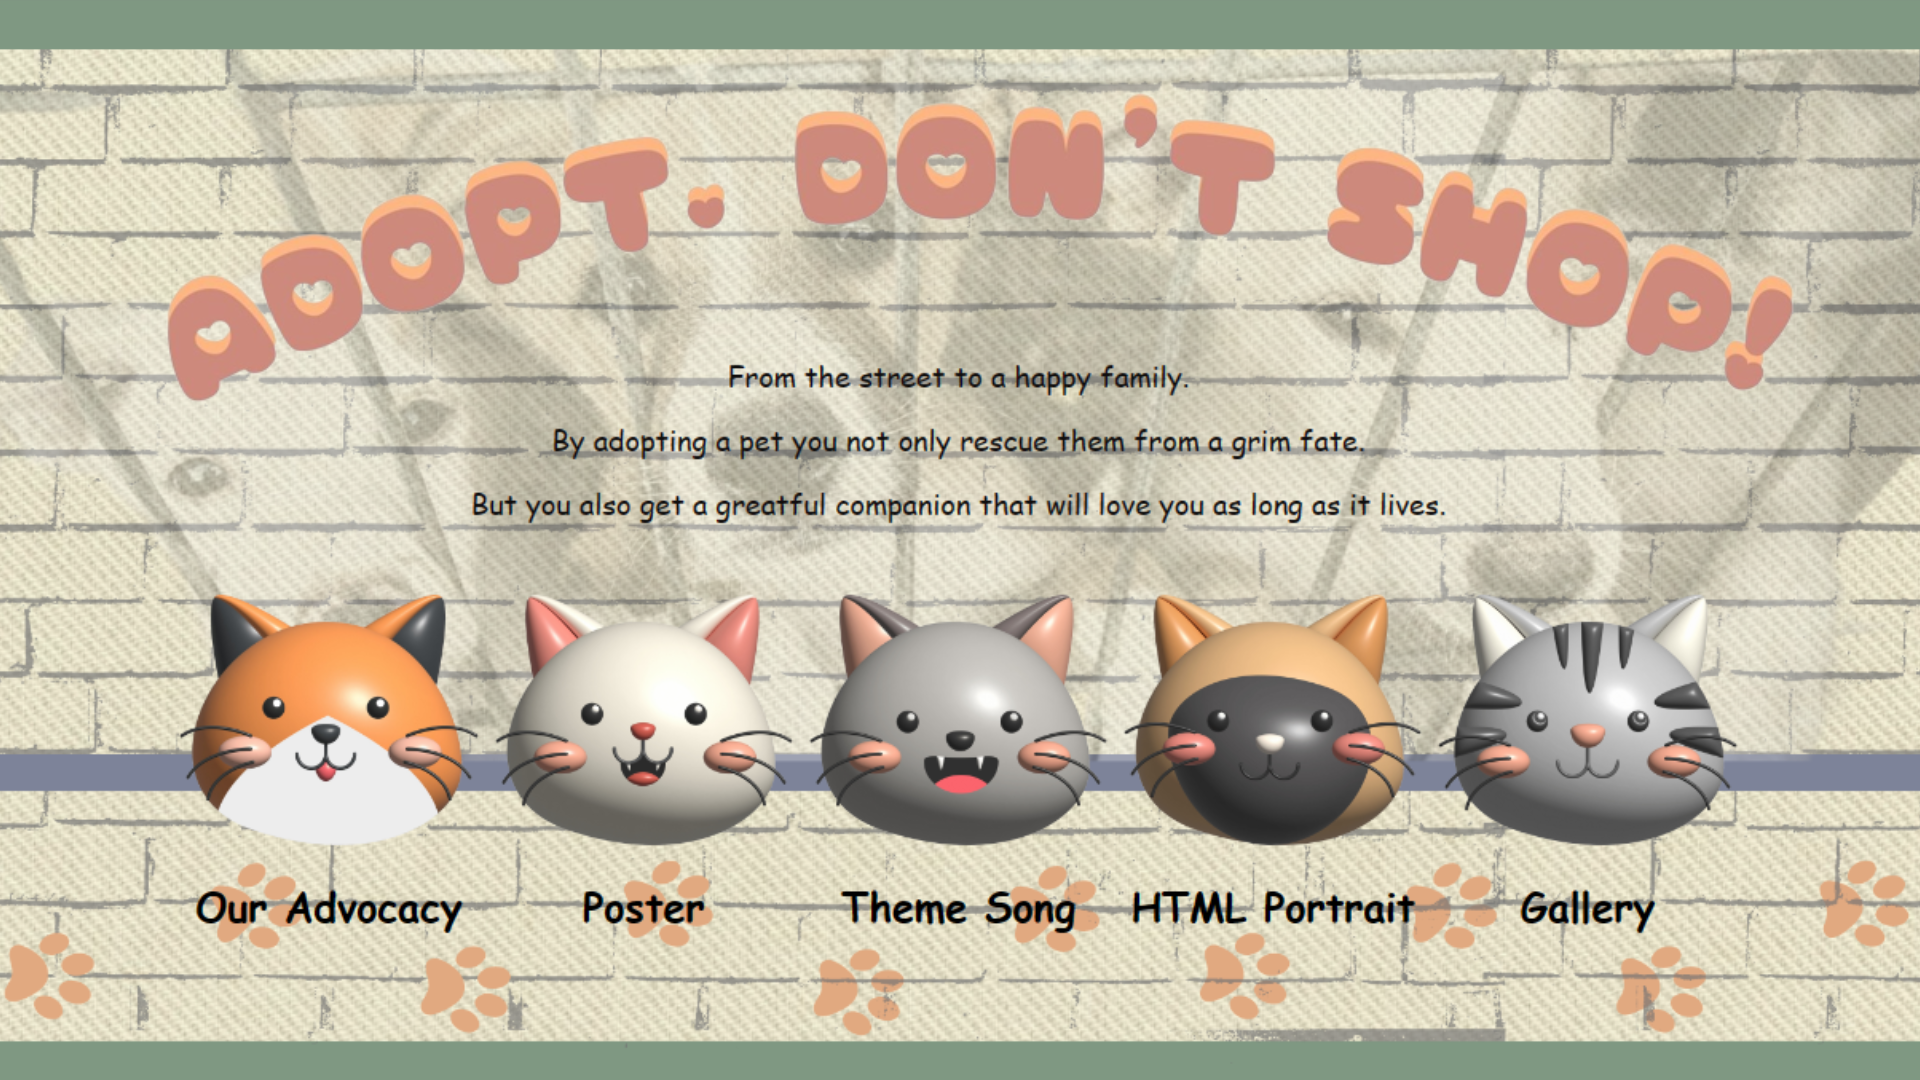 ADOPT. DON'T SHOP!
From the street to a happy family.
By adopting a pet you not only rescue them from a grim fate.
But you also get a greatful companion that will love you as long as it lives.
Our Advocacy
Poster
Theme Song
HTML Portrait
Gallery